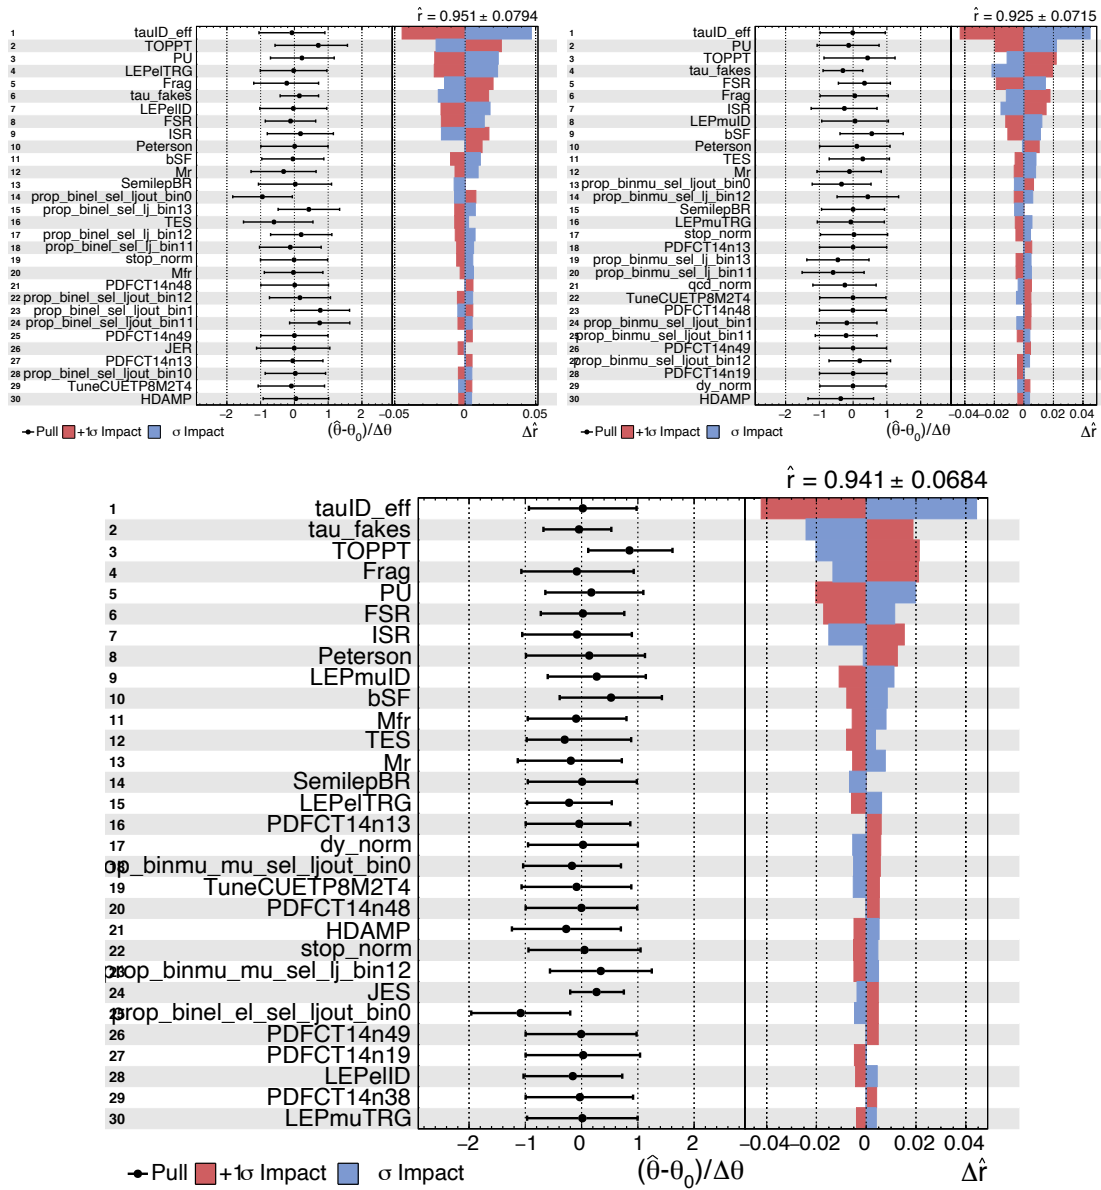 r̂ = 0.951 ± 0.0794
1 tauID_eff
2 TOPPT
3 PU
4 LEPelTRG
5 Frag
6 tau_fakes
7 LEPelID
8 FSR
9 ISR
10 Peterson
11 bSF
12 Mr
13 SemilepBR
14 prop_binel_sel_ljout_bin0
15 prop_binel_sel_lj_bin13
16 TES
17 prop_binel_sel_lj_bin12
18 prop_binel_sel_lj_bin11
19 stop_norm
20 Mfr
21 PDFCT14n48
22 prop_binel_sel_ljout_bin12
23 prop_binel_sel_ljout_bin1
24 prop_binel_sel_ljout_bin11
25 PDFCT14n49
26 JER
27 PDFCT14n13
28 prop_binel_sel_ljout_bin10
29 TuneCUETP8M2T4
30 HDAMP
−2 −1 0 1 2 −0.05 0 0.05
Pull +1σ Impact σ Impact (θ̂-θ0)/Δθ Δr̂
r̂ = 0.925 ± 0.0715
1 tauID_eff
2 PU
3 TOPPT
4 tau_fakes
5 FSR
6 Frag
7 ISR
8 LEPmuID
9 bSF
10 Peterson
11 TES
12 Mr
13 prop_binmu_sel_ljout_bin0
14 prop_binmu_sel_lj_bin12
15 SemilepBR
16 LEPmuTRG
17 stop_norm
18 PDFCT14n13
19 prop_binmu_sel_lj_bin13
20 prop_binmu_sel_lj_bin11
21 qcd_norm
22 TuneCUETP8M2T4
23 PDFCT14n48
24 prop_binmu_sel_ljout_bin1
25 prop_binmu_sel_ljout_bin11
26 PDFCT14n49
27 prop_binmu_sel_ljout_bin12
28 PDFCT14n19
29 dy_norm
30 HDAMP
−2 −1 0 1 2 −0.04 −0.02 0 0.02 0.04
Pull +1σ Impact σ Impact (θ̂-θ0)/Δθ Δr̂
r̂ = 0.941 ± 0.0684
1 tauID_eff
2 tau_fakes
3 TOPPT
4 Frag
5 PU
6 FSR
7 ISR
8 Peterson
9 LEPmuID
10 bSF
11 Mfr
12 TES
13 Mr
14 SemilepBR
15 LEPelTRG
16 PDFCT14n13
17 dy_norm
18 op_binmu_mu_sel_ljout_bin0
19 TuneCUETP8M2T4
20 PDFCT14n48
21 HDAMP
22 stop_norm
23 prop_binmu_mu_sel_lj_bin12
24 JES
25 prop_binel_el_sel_ljout_bin0
26 PDFCT14n49
27 PDFCT14n19
28 LEPelID
29 PDFCT14n38
30 LEPmuTRG
−2 −1 0 1 2 −0.04 −0.02 0 0.02 0.04
Pull +1σ Impact σ Impact (θ̂-θ0)/Δθ Δr̂